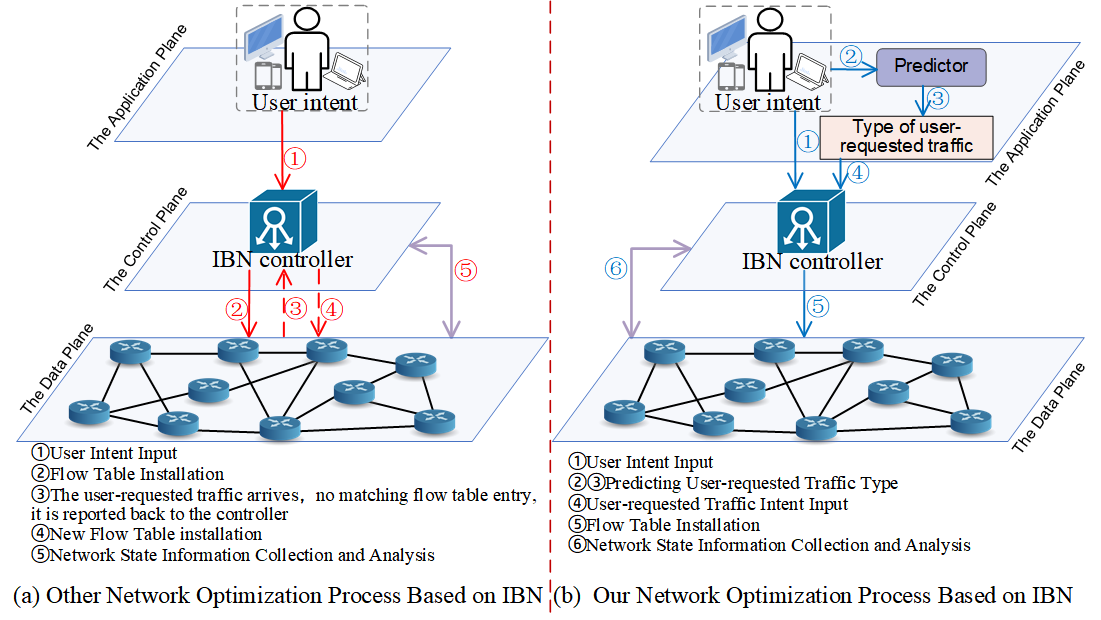 The Application Plane
User intent
①
The Control Plane
IBN controller
②
③
④
⑤
The Data Plane
①User Intent Input
②Flow Table Installation
③The user-requested traffic arrives, no matching flow table entry,
it is reported back to the controller
④New Flow Table installation
⑤Network State Information Collection and Analysis
(a) Other Network Optimization Process Based on IBN
User intent
②
Predictor
③
Type of user-
requested traffic
①
④
The Application Plane
IBN controller
The Control Plane
⑥
⑤
The Data Plane
①User Intent Input
②③Predicting User-requested Traffic Type
④User-requested Traffic Intent Input
⑤Flow Table Installation
⑥Network State Information Collection and Analysis
(b) Our Network Optimization Process Based on IBN